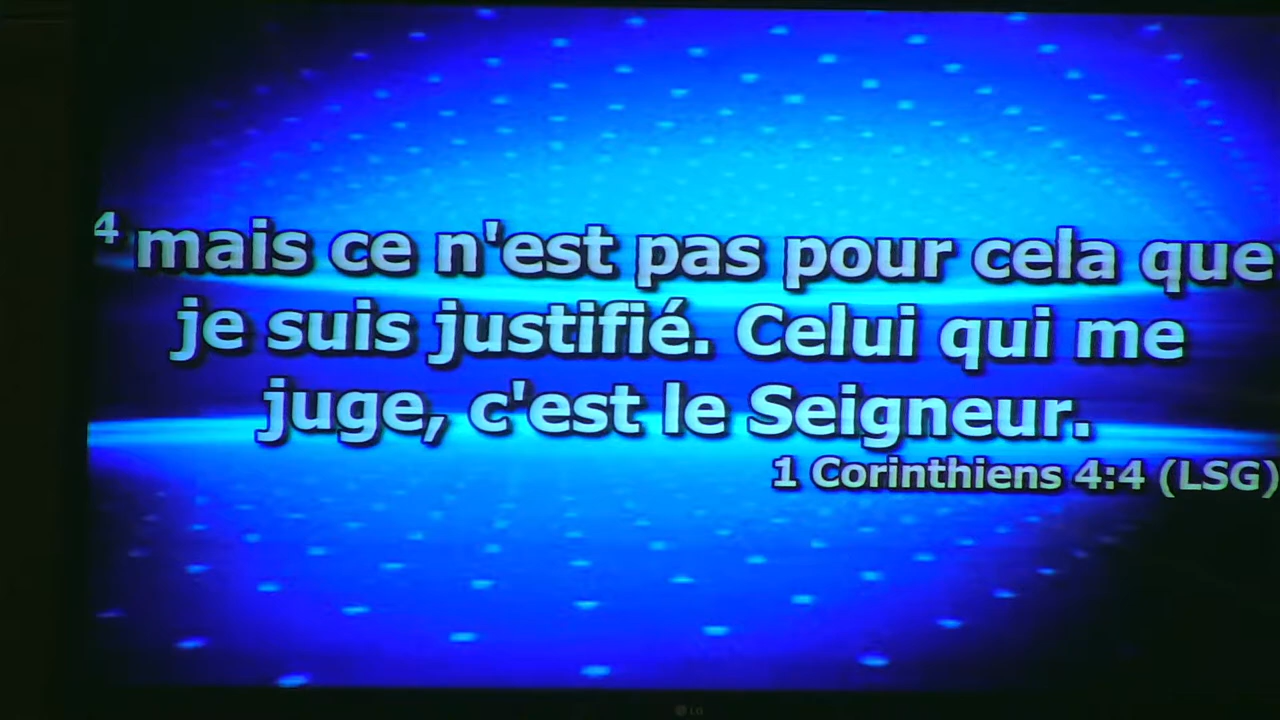 4 mais ce n'est pas pour cela que
je suis justifié. Celui qui me
juge, c'est le Seigneur.
1 Corinthiens 4:4 (LSG)
LG